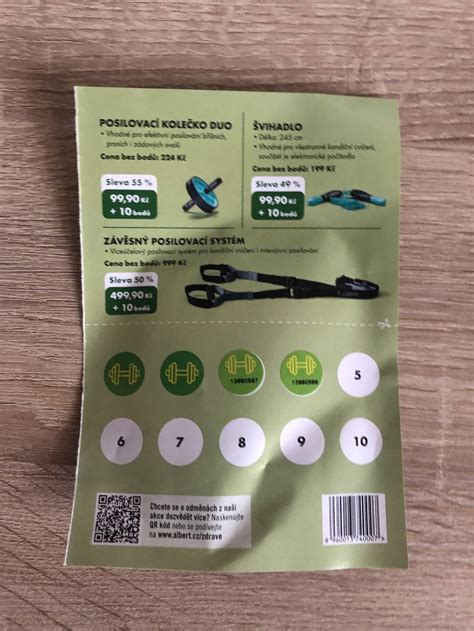 POSILOVACÍ KOLEČKO DUO
• Vhodné pro efektivní posilování břišních,
prsních i zádových svalů
Cena bez bodů: 224 Kč
Sleva 55 %
99,90 Kč
+ 10 bodů
ŠVIHADLO
• Délka: 245 cm
• Vhodné pro všestranné kondiční cvičení,
součástí je elektronické počítadlo
Cena bez bodů: 199 Kč
Sleva 49 %
99,90 Kč
+ 10 bodů
ZÁVĚSNÝ POSILOVACÍ SYSTÉM
• Víceúčelový posilovací systém pro kondiční cvičení i intenzivní posilování
Cena bez bodů: 999 Kč
Sleva 50 %
499,90 Kč
+ 10 bodů
5
6
7
8
9
10
Chcete se o odměnách z naší
akce dozvědět více? Naskenujte
QR kód nebo se podívejte
na www.albert.cz/zdrave
9 960013 740007 >